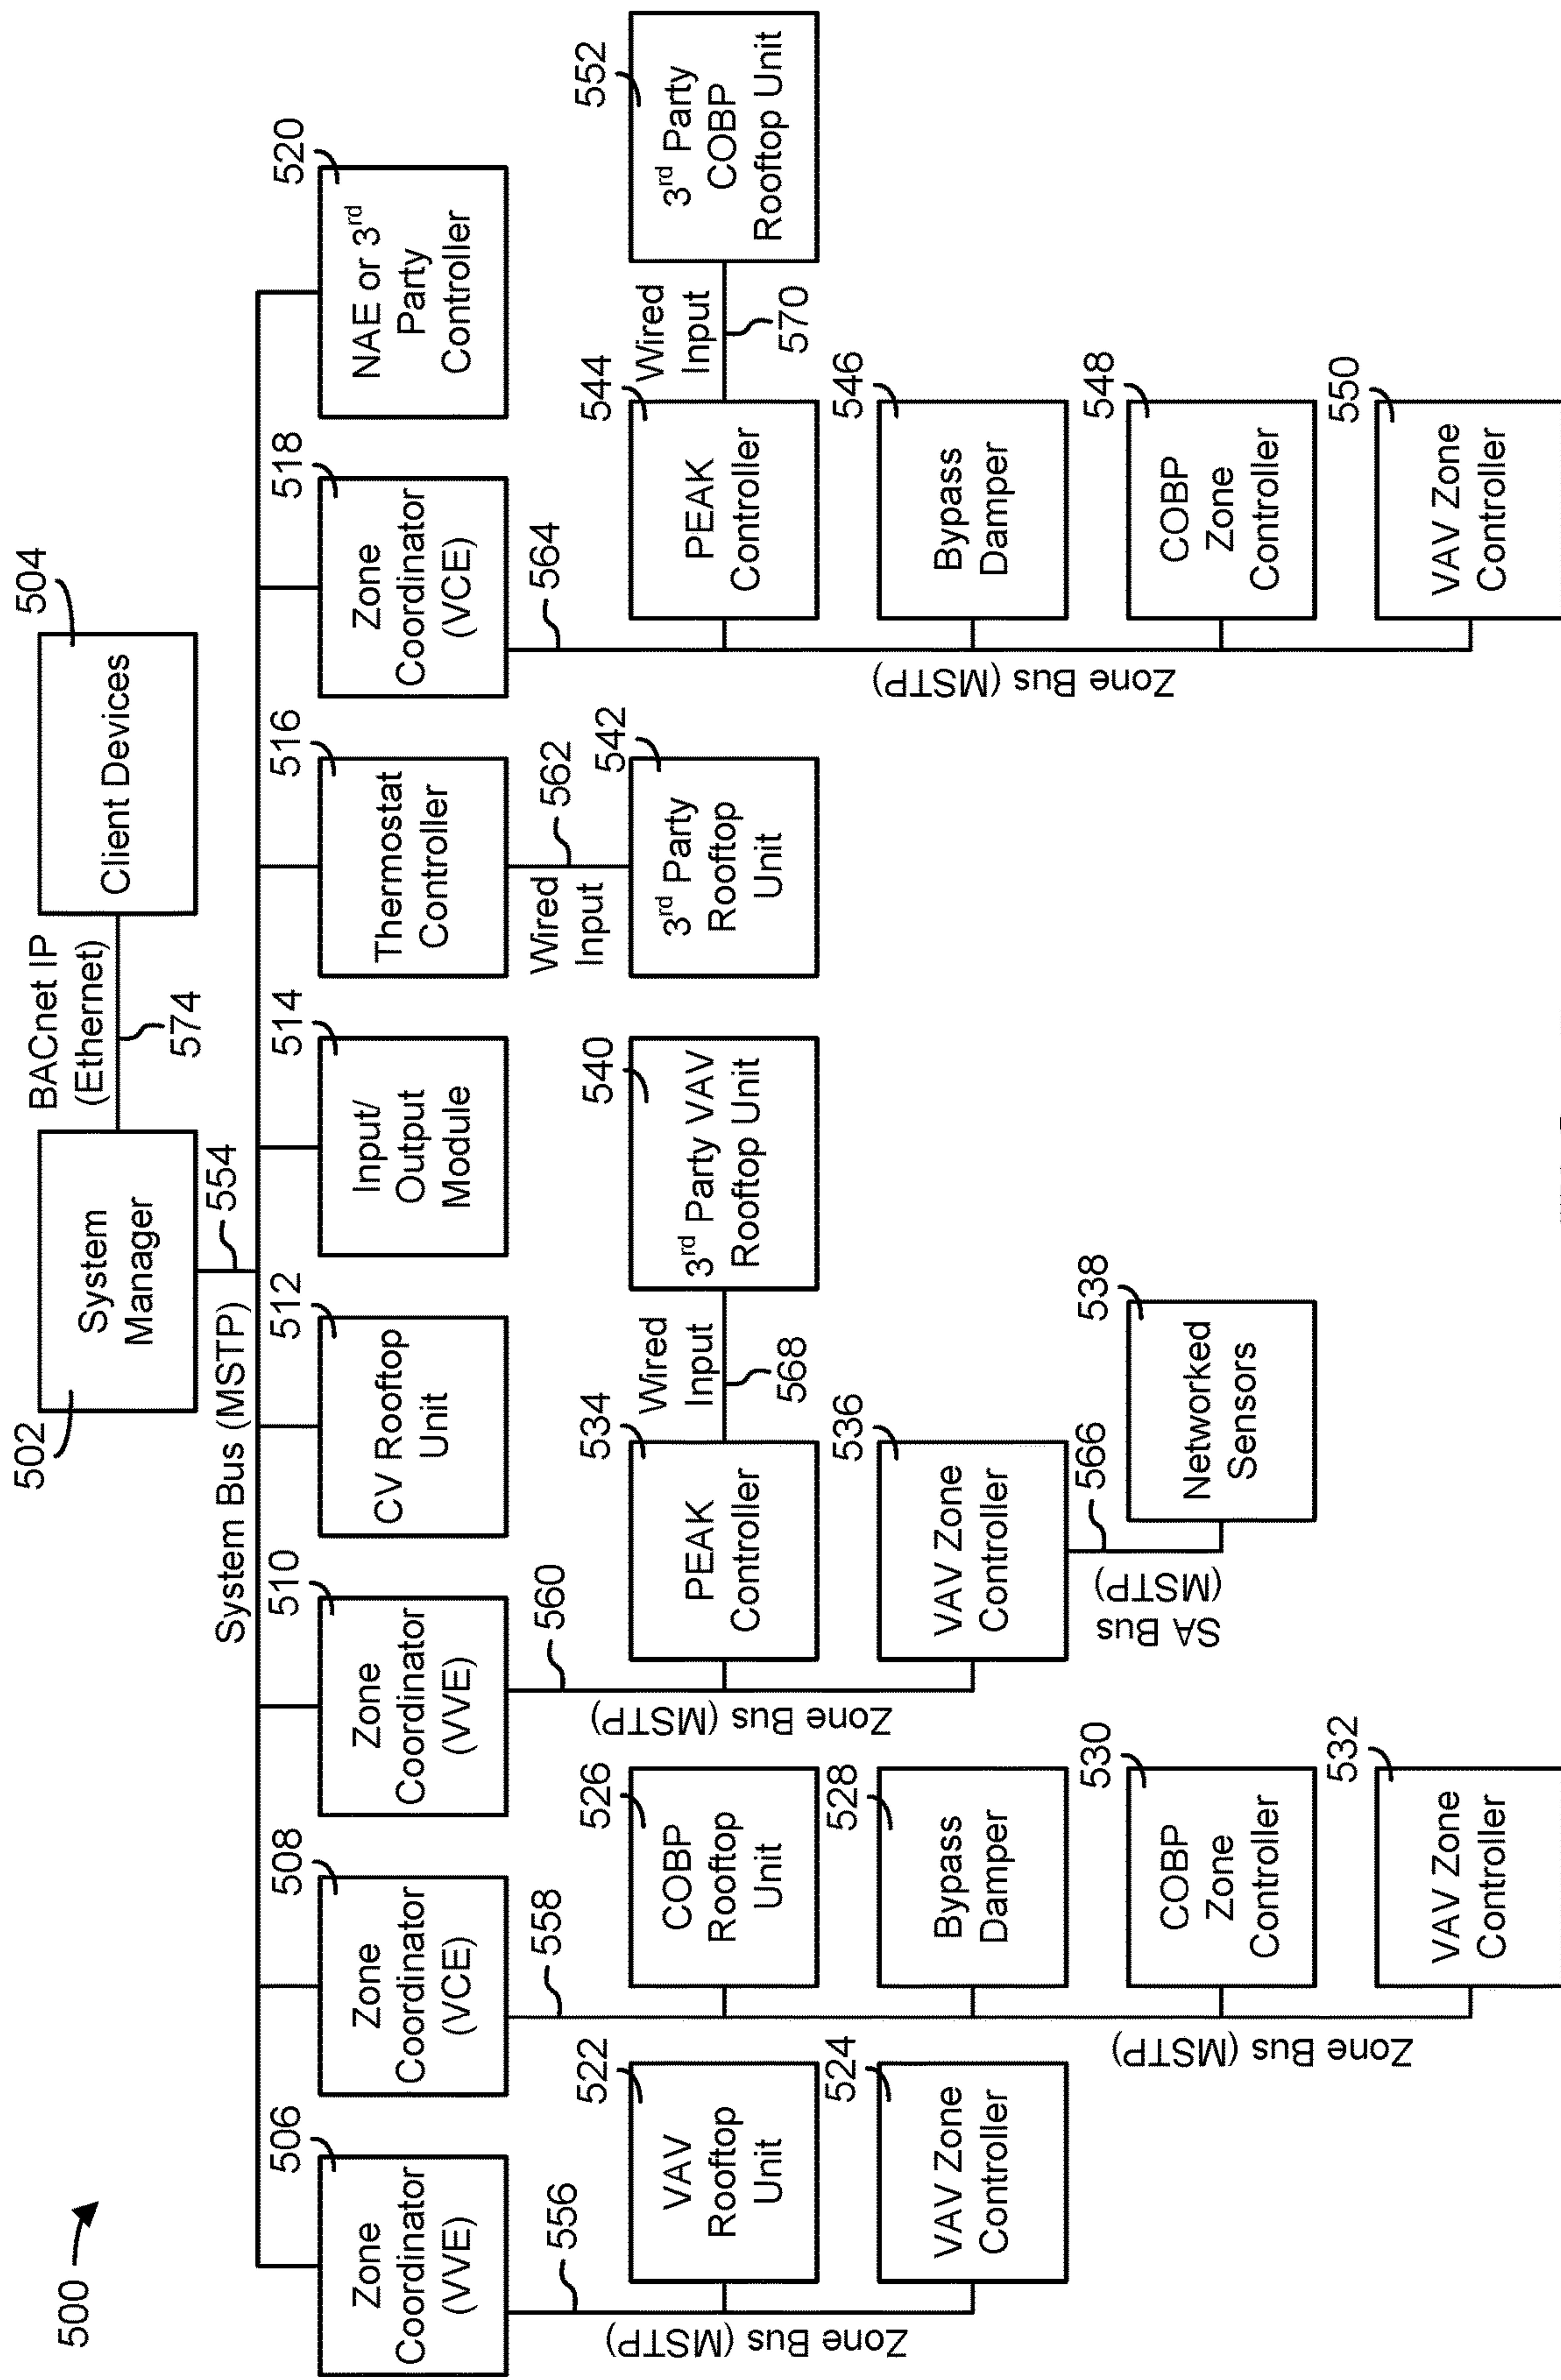 500
502
System
Manager
BACnet IP
(Ethernet)
574
504
Client Devices
System Bus (MSTP)
554
506
Zone
Coordinator
(VVE)
508
Zone
Coordinator
(VCE)
510
Zone
Coordinator
(VVE)
512
CV Rooftop
Unit
514
Input/
Output
Module
516
Thermostat
Controller
518
Zone
Coordinator
(VCE)
520
NAE or 3rd
Party
Controller
556
Zone Bus (MSTP)
522
VAV
Rooftop
Unit
524
VAV Zone
Controller
558
Zone Bus (MSTP)
526
COBP
Rooftop
Unit
528
Bypass
Damper
530
COBP
Zone
Controller
532
VAV Zone
Controller
560
Zone Bus (MSTP)
534
PEAK
Controller
Wired
Input
568
540
3rd Party VAV
Rooftop Unit
536
VAV Zone
Controller
566
SA Bus
(MSTP)
538
Networked
Sensors
Wired
Input
562
542
3rd Party
Rooftop
Unit
564
Zone Bus (MSTP)
544
PEAK
Controller
Wired
Input
570
552
3rd Party
COBP
Rooftop Unit
546
Bypass
Damper
548
COBP
Zone
Controller
550
VAV Zone
Controller